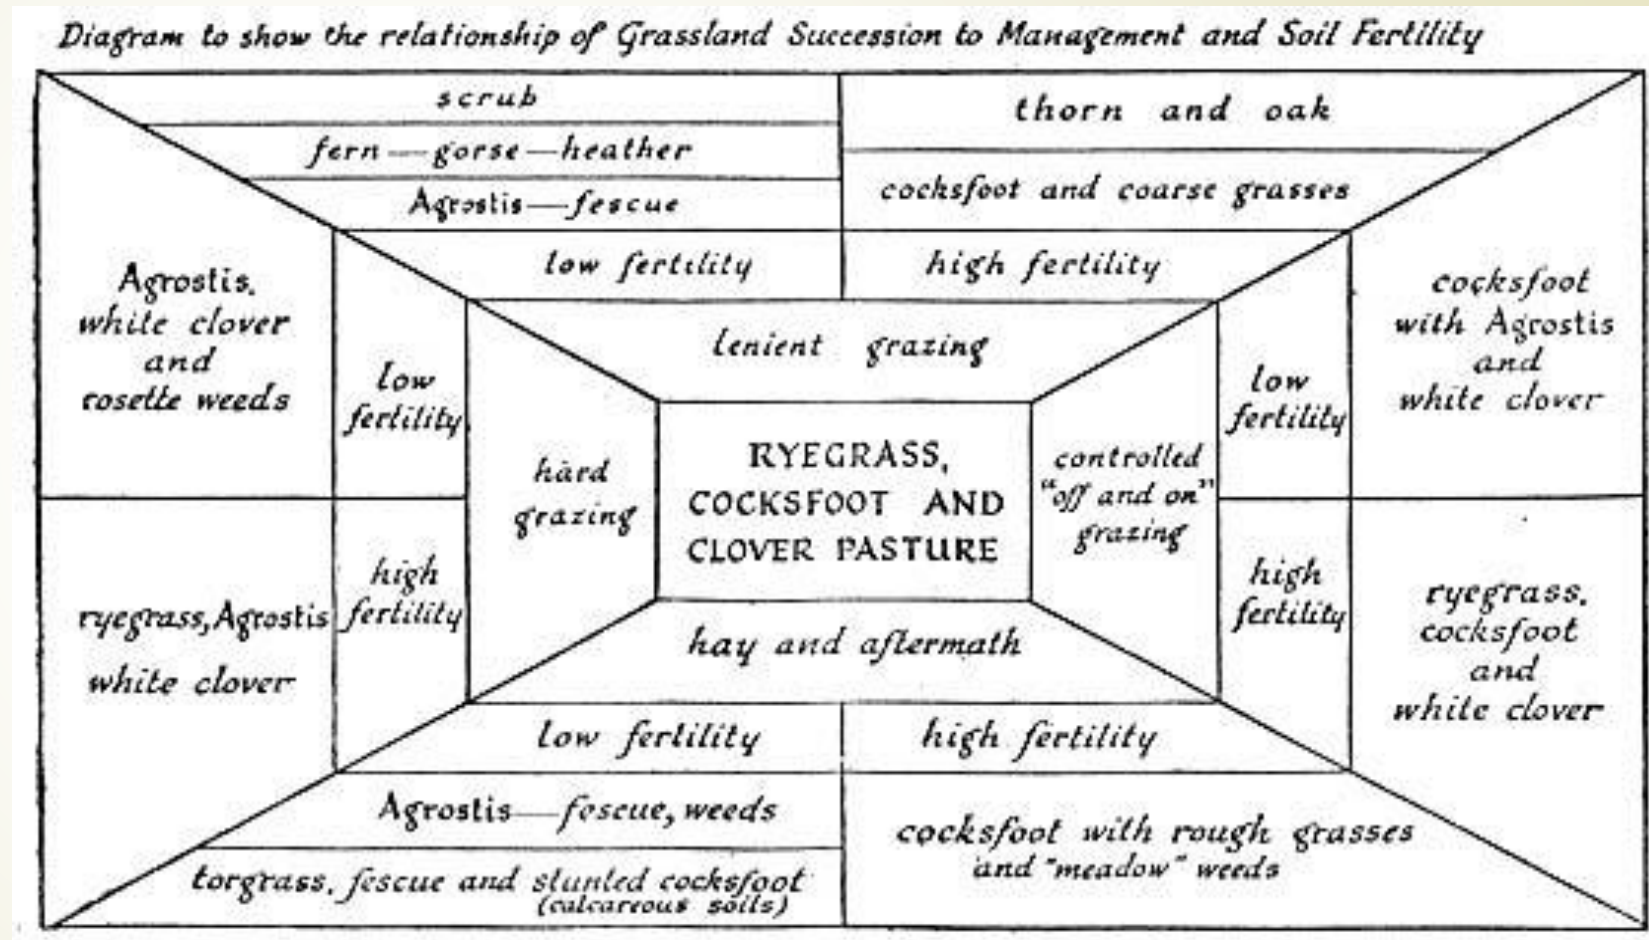 Diagram to show the relationship of Grassland Succession to Management and Soil Fertility
scrub
fern—gorse—heather
Agrostis—fescue
low fertility
thorn and oak
cocksfoot and coarse grasses
high fertility
lenient grazing
Agrostis,
white clover
and
rosette weeds
low
fertility
hard
grazing
ryegrass, Agrostis
white clover
high
fertility
RYEGRASS,
COCKSFOOT AND
CLOVER PASTURE
controlled
"off and on"
grazing
low
fertility
cocksfoot
with Agrostis
and
white clover
high
fertility
ryegrass,
cocksfoot
and
white clover
hay and aftermath
low fertility
Agrostis—fescue, weeds
torgrass, fescue and stunted cocksfoot
(calcareous soils)
high fertility
cocksfoot with rough grasses
and "meadow" weeds